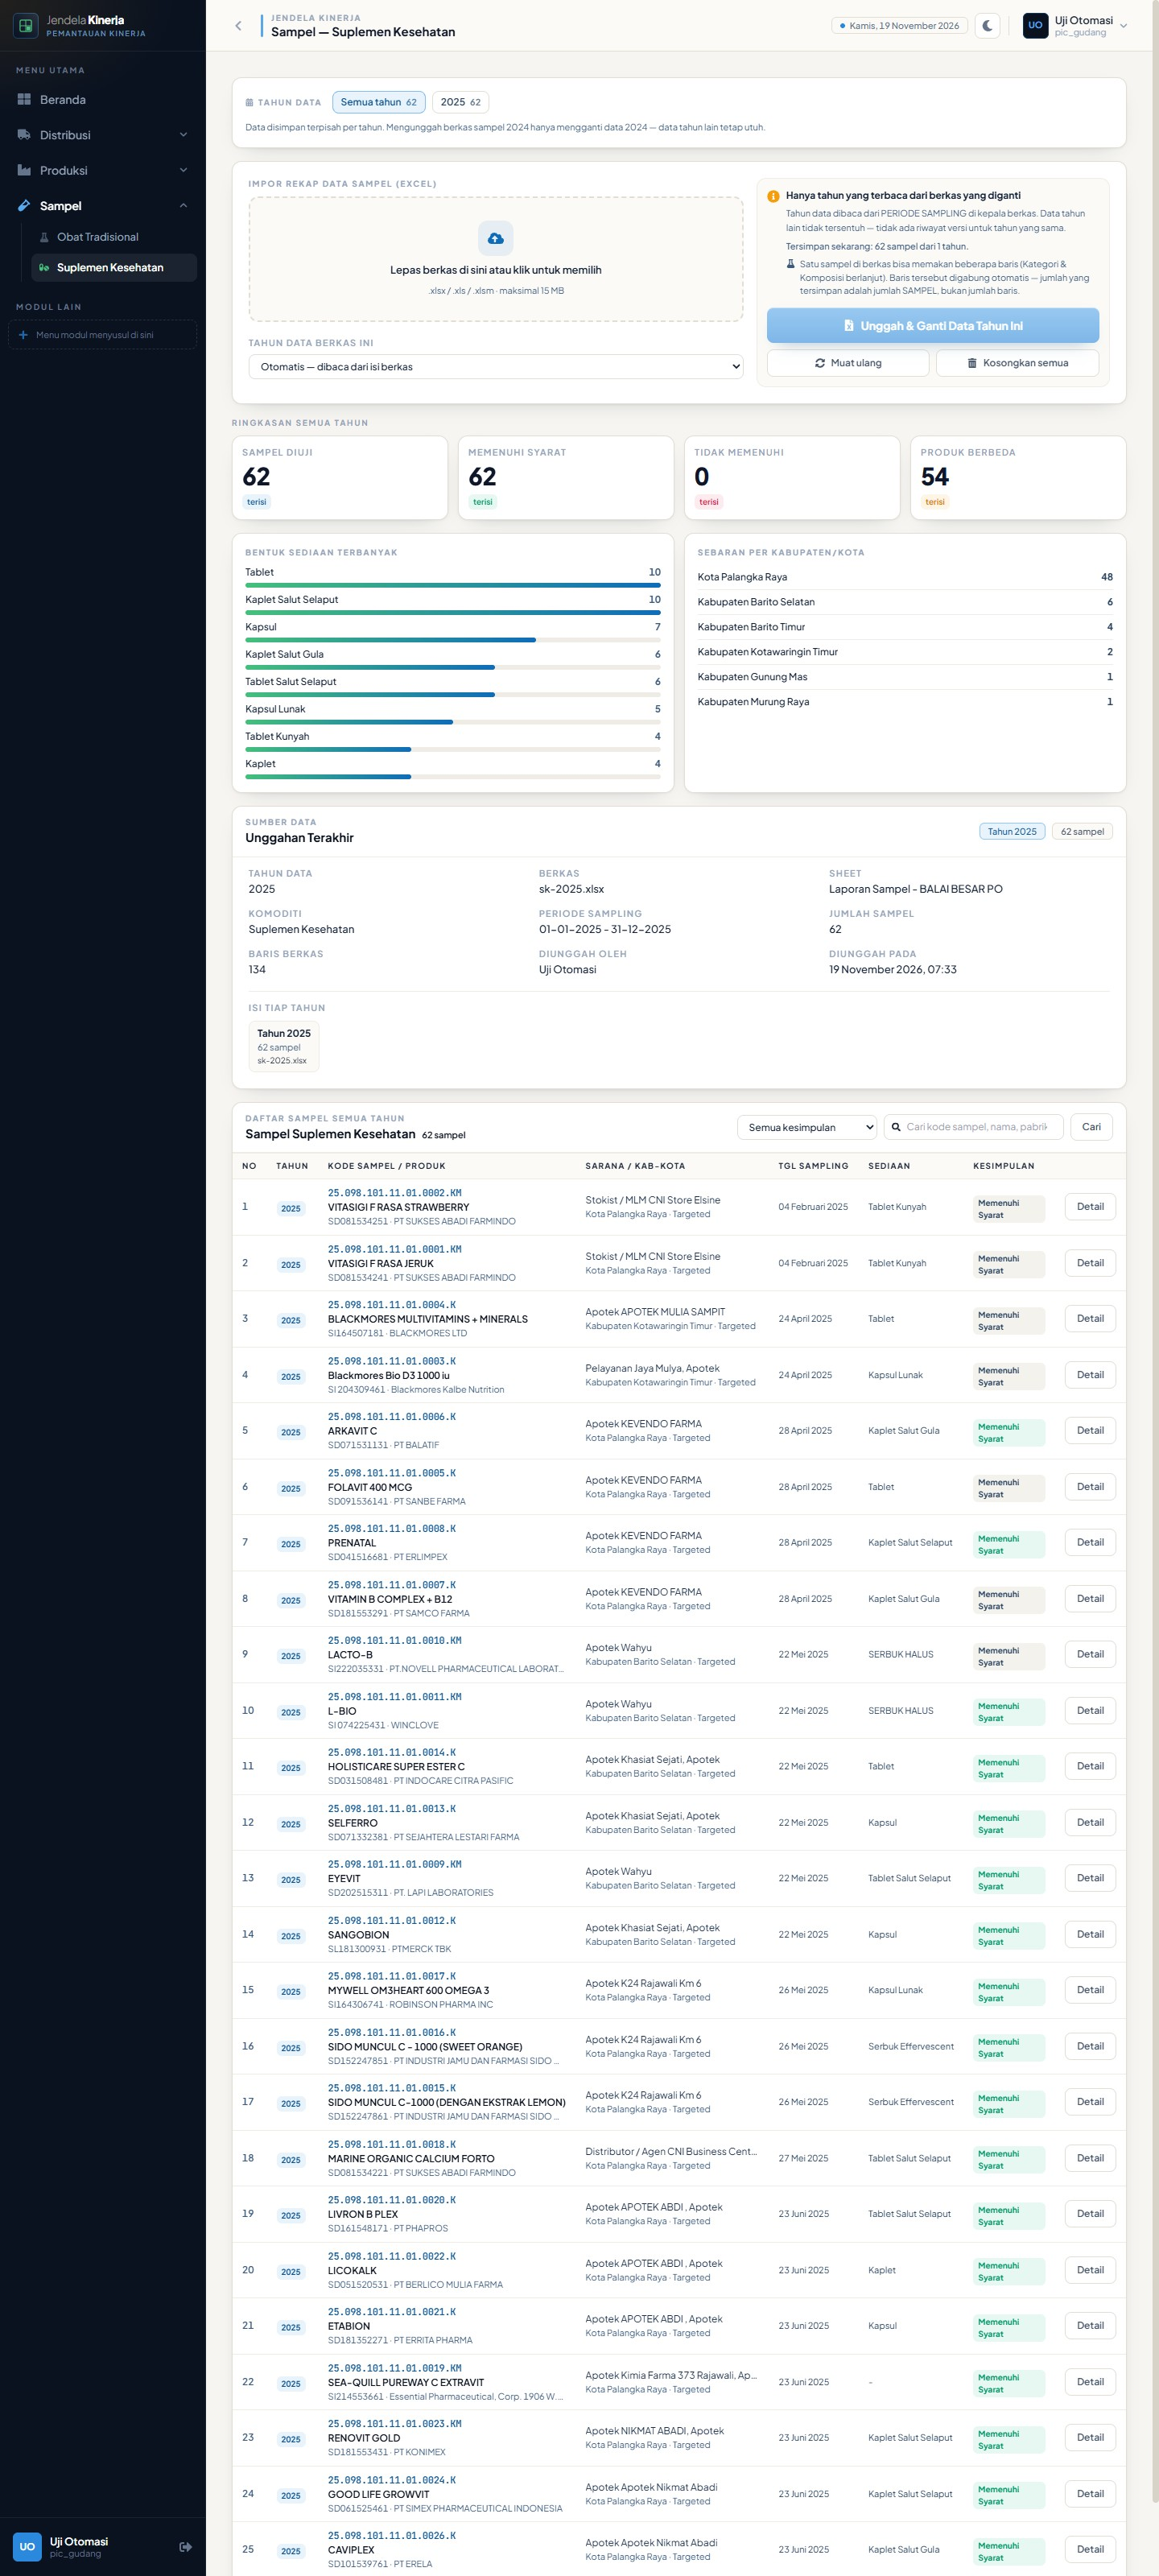 Jendela Kinerja
PEMANTAUAN KINERJA
MENU UTAMA
Beranda
Distribusi
Produksi
Sampel
Obat Tradisional
Suplemen Kesehatan
MODUL LAIN
Menu modul menyusul di sini
JENDELA KINERJA
Sampel — Suplemen Kesehatan
Kamis, 19 November 2026
UO
Uji Otomasi
pic_gudang
TAHUN DATA
Semua tahun 62
2025 62
Data disimpan terpisah per tahun. Mengunggah berkas sampel 2024 hanya mengganti data 2024 — data tahun lain tetap utuh.
IMPOR REKAP DATA SAMPEL (EXCEL)
Lepas berkas di sini atau klik untuk memilih
.xlsx / .xls / .xlsm · maksimal 15 MB
TAHUN DATA BERKAS INI
Otomatis — dibaca dari isi berkas
Hanya tahun yang terbaca dari berkas yang diganti
Tahun data dibaca dari PERIODE SAMPLING di kepala berkas. Data tahun
lain tidak tersentuh — tidak ada riwayat versi untuk tahun yang sama.
Tersimpan sekarang: 62 sampel dari 1 tahun.
Satu sampel di berkas bisa memakan beberapa baris (Kategori &
Komposisi berlanjut). Baris tersebut digabung otomatis — jumlah yang
tersimpan adalah jumlah SAMPEL, bukan jumlah baris.
Unggah & Ganti Data Tahun Ini
Muat ulang
Kosongkan semua
RINGKASAN SEMUA TAHUN
SAMPEL DIUJI
62
terisi
MEMENUHI SYARAT
62
terisi
TIDAK MEMENUHI
0
terisi
PRODUK BERBEDA
54
terisi
BENTUK SEDIAAN TERBANYAK
Tablet 10
Kaplet Salut Selaput 10
Kapsul 7
Kaplet Salut Gula 6
Tablet Salut Selaput 6
Kapsul Lunak 5
Tablet Kunyah 4
Kaplet 4
SEBARAN PER KABUPATEN/KOTA
Kota Palangka Raya 48
Kabupaten Barito Selatan 6
Kabupaten Barito Timur 4
Kabupaten Kotawaringin Timur 2
Kabupaten Gunung Mas 1
Kabupaten Murung Raya 1
SUMBER DATA
Unggahan Terakhir
Tahun 2025
62 sampel
TAHUN DATA
2025
BERKAS
sk-2025.xlsx
SHEET
Laporan Sampel - BALAI BESAR PO
KOMODITI
Suplemen Kesehatan
PERIODE SAMPLING
01-01-2025 - 31-12-2025
JUMLAH SAMPEL
62
BARIS BERKAS
134
DIUNGGAH OLEH
Uji Otomasi
DIUNGGAH PADA
19 November 2026, 07:33
ISI TIAP TAHUN
Tahun 2025
62 sampel
sk-2025.xlsx
DAFTAR SAMPEL SEMUA TAHUN
Sampel Suplemen Kesehatan 62 sampel
Semua kesimpulan
Cari kode sampel, nama, pabrik
Cari
NO TAHUN KODE SAMPEL / PRODUK SARANA / KAB-KOTA TGL SAMPLING SEDIAAN KESIMPULAN
25.098.101.11.01.0002.KM
1 2025 VITASIGI F RASA STRAWBERRY Stokist / MLM CNI Store Elsine 04 Februari 2025 Tablet Kunyah Memenuhi Syarat Detail
SD081534251 · PT SUKSES ABADI FARMINDO Kota Palangka Raya · Targeted
25.098.101.11.01.0001.KM
2 2025 VITASIGI F RASA JERUK Stokist / MLM CNI Store Elsine 04 Februari 2025 Tablet Kunyah Memenuhi Syarat Detail
SD081534241 · PT SUKSES ABADI FARMINDO Kota Palangka Raya · Targeted
25.098.101.11.01.0004.K
3 2025 BLACKMORES MULTIVITAMINS + MINERALS Apotek APOTEK MULIA SAMPIT 24 April 2025 Tablet Memenuhi Syarat Detail
SI164507181 · BLACKMORES LTD Kabupaten Kotawaringin Timur · Targeted
25.098.101.11.01.0003.K
4 2025 Blackmores Bio D3 1000 iu Pelayanan Jaya Mulya, Apotek 24 April 2025 Kapsul Lunak Memenuhi Syarat Detail
SI 204309461 · Blackmores Kalbe Nutrition Kabupaten Kotawaringin Timur · Targeted
25.098.101.11.01.0006.K
5 2025 ARKAVIT C Apotek KEVENDO FARMA 28 April 2025 Kaplet Salut Gula Memenuhi Syarat Detail
SD071531131 · PT BALATIF Kota Palangka Raya · Targeted
25.098.101.11.01.0005.K
6 2025 FOLAVIT 400 MCG Apotek KEVENDO FARMA 28 April 2025 Tablet Memenuhi Syarat Detail
SD091536141 · PT SANBE FARMA Kota Palangka Raya · Targeted
25.098.101.11.01.0008.K
7 2025 PRENATAL Apotek KEVENDO FARMA 28 April 2025 Kaplet Salut Selaput Memenuhi Syarat Detail
SD041516681 · PT ERLIMPEX Kota Palangka Raya · Targeted
25.098.101.11.01.0007.K
8 2025 VITAMIN B COMPLEX + B12 Apotek KEVENDO FARMA 28 April 2025 Kaplet Salut Gula Memenuhi Syarat Detail
SD181553291 · PT SAMCO FARMA Kota Palangka Raya · Targeted
25.098.101.11.01.0010.KM
9 2025 LACTO-B Apotek Wahyu 22 Mei 2025 SERBUK HALUS Memenuhi Syarat Detail
SI222035331 · PT.NOVELL PHARMACEUTICAL LABORAT... Kabupaten Barito Selatan · Targeted
25.098.101.11.01.0011.KM
10 2025 L-BIO Apotek Wahyu 22 Mei 2025 SERBUK HALUS Memenuhi Syarat Detail
SI 074225431 · WINCLOVE Kabupaten Barito Selatan · Targeted
25.098.101.11.01.0014.K
11 2025 HOLISTICARE SUPER ESTER C Apotek Khasiat Sejati, Apotek 22 Mei 2025 Tablet Memenuhi Syarat Detail
SD031508481 · PT INDOCARE CITRA PASIFIC Kabupaten Barito Selatan · Targeted
25.098.101.11.01.0013.K
12 2025 SELFERRO Apotek Khasiat Sejati, Apotek 22 Mei 2025 Kapsul Memenuhi Syarat Detail
SD071332381 · PT SEJAHTERA LESTARI FARMA Kabupaten Barito Selatan · Targeted
25.098.101.11.01.0009.KM
13 2025 EYEVIT Apotek Wahyu 22 Mei 2025 Tablet Salut Selaput Memenuhi Syarat Detail
SD202515311 · PT. LAPI LABORATORIES Kabupaten Barito Selatan · Targeted
25.098.101.11.01.0012.K
14 2025 SANGOBION Apotek Khasiat Sejati, Apotek 22 Mei 2025 Kapsul Memenuhi Syarat Detail
SL181300931 · PTMERCK TBK Kabupaten Barito Selatan · Targeted
25.098.101.11.01.0017.K
15 2025 MYWELL OM3HEART 600 OMEGA 3 Apotek K24 Rajawali Km 6 26 Mei 2025 Kapsul Lunak Memenuhi Syarat Detail
SI164306741 · ROBINSON PHARMA INC Kota Palangka Raya · Targeted
25.098.101.11.01.0016.K
16 2025 SIDO MUNCUL C - 1000 (SWEET ORANGE) Apotek K24 Rajawali Km 6 26 Mei 2025 Serbuk Effervescent Memenuhi Syarat Detail
SD152247851 · PT INDUSTRI JAMU DAN FARMASI SIDO ... Kota Palangka Raya · Targeted
25.098.101.11.01.0015.K
17 2025 SIDO MUNCUL C-1000 (DENGAN EKSTRAK LEMON) Apotek K24 Rajawali Km 6 26 Mei 2025 Serbuk Effervescent Memenuhi Syarat Detail
SD152247861 · PT INDUSTRI JAMU DAN FARMASI SIDO ... Kota Palangka Raya · Targeted
25.098.101.11.01.0018.K
18 2025 MARINE ORGANIC CALCIUM FORTO Distributor / Agen CNI Business Cent... 27 Mei 2025 Tablet Salut Selaput Memenuhi Syarat Detail
SD081534221 · PT SUKSES ABADI FARMINDO Kota Palangka Raya · Targeted
25.098.101.11.01.0020.K
19 2025 LIVRON B PLEX Apotek APOTEK ABDI , Apotek 23 Juni 2025 Tablet Salut Selaput Memenuhi Syarat Detail
SD161548171 · PT PHAPROS Kota Palangka Raya · Targeted
25.098.101.11.01.0022.K
20 2025 LICOKALK Apotek APOTEK ABDI , Apotek 23 Juni 2025 Kaplet Memenuhi Syarat Detail
SD051520531 · PT BERLICO MULIA FARMA Kota Palangka Raya · Targeted
25.098.101.11.01.0021.K
21 2025 ETABION Apotek APOTEK ABDI , Apotek 23 Juni 2025 Kapsul Memenuhi Syarat Detail
SD181352271 · PT ERRITA PHARMA Kota Palangka Raya · Targeted
25.098.101.11.01.0019.KM
22 2025 SEA-QUILL PUREWAY C EXTRAVIT Apotek Kimia Farma 373 Rajawali, Ap... 23 Juni 2025 - Memenuhi Syarat Detail
SI214553661 · Essential Pharmaceutical, Corp. 1906 W.... Kota Palangka Raya · Targeted
25.098.101.11.01.0023.KM
23 2025 RENOVIT GOLD Apotek NIKMAT ABADI, Apotek 23 Juni 2025 Kaplet Salut Selaput Memenuhi Syarat Detail
SD181553431 · PT KONIMEX Kota Palangka Raya · Targeted
25.098.101.11.01.0024.K
24 2025 GOOD LIFE GROWVIT Apotek Apotek Nikmat Abadi 23 Juni 2025 Kaplet Salut Selaput Memenuhi Syarat Detail
SD061525461 · PT SIMEX PHARMACEUTICAL INDONESIA Kota Palangka Raya · Targeted
25.098.101.11.01.0026.K
25 2025 CAVIPLEX Apotek Apotek Nikmat Abadi 23 Juni 2025 Kaplet Salut Gula Memenuhi Syarat Detail
SD101539761 · PT ERELA Kota Palangka Raya · Targeted
UO
Uji Otomasi
pic_gudang